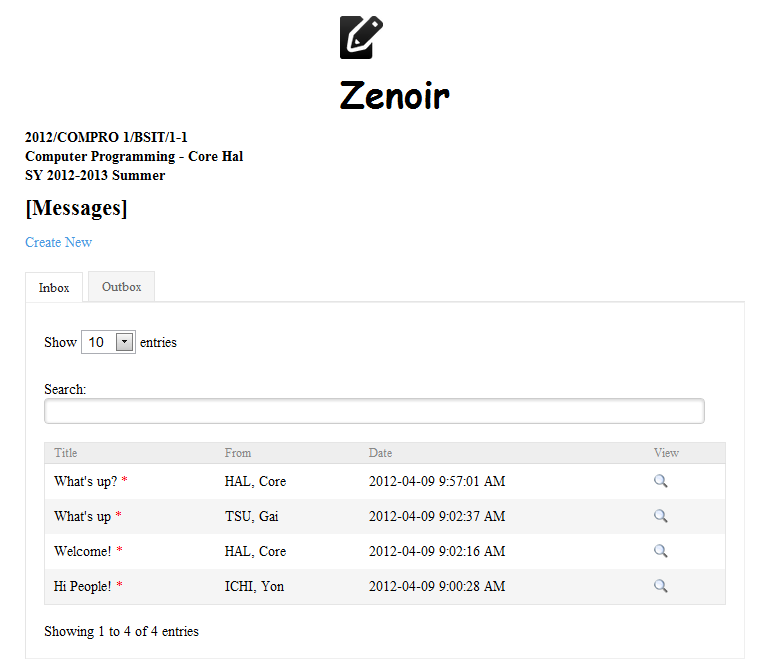 Zenoir
2012/COMPRO 1/BSIT/1-1
Computer Programming - Core Hal
SY 2012-2013 Summer
[Messages]
Create New
Inbox Outbox
Show 10 entries
Search:
Title From Date View
What's up? * HAL, Core 2012-04-09 9:57:01 AM
What's up * TSU, Gai 2012-04-09 9:02:37 AM
Welcome! * HAL, Core 2012-04-09 9:02:16 AM
Hi People! * ICHI, Yon 2012-04-09 9:00:28 AM
Showing 1 to 4 of 4 entries